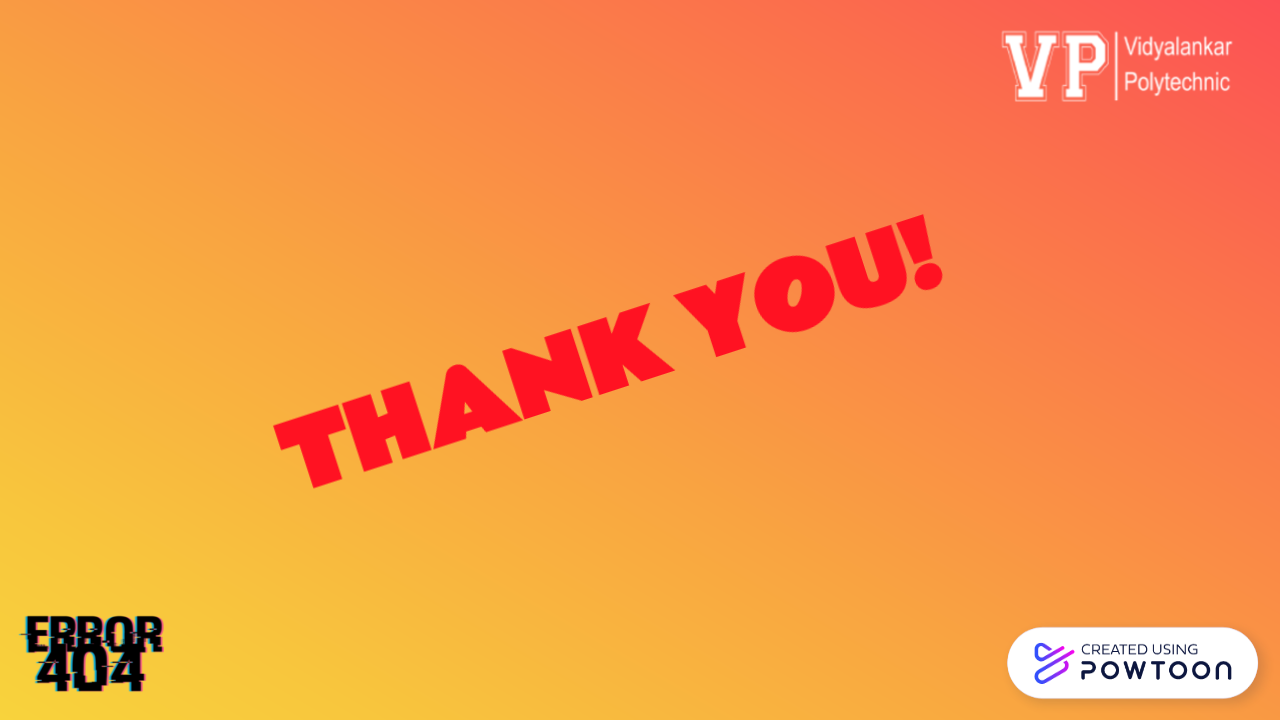 VP
Vidyalankar
Polytechnic
THANK YOU!
ERROR
404
CREATED USING
POWTOON